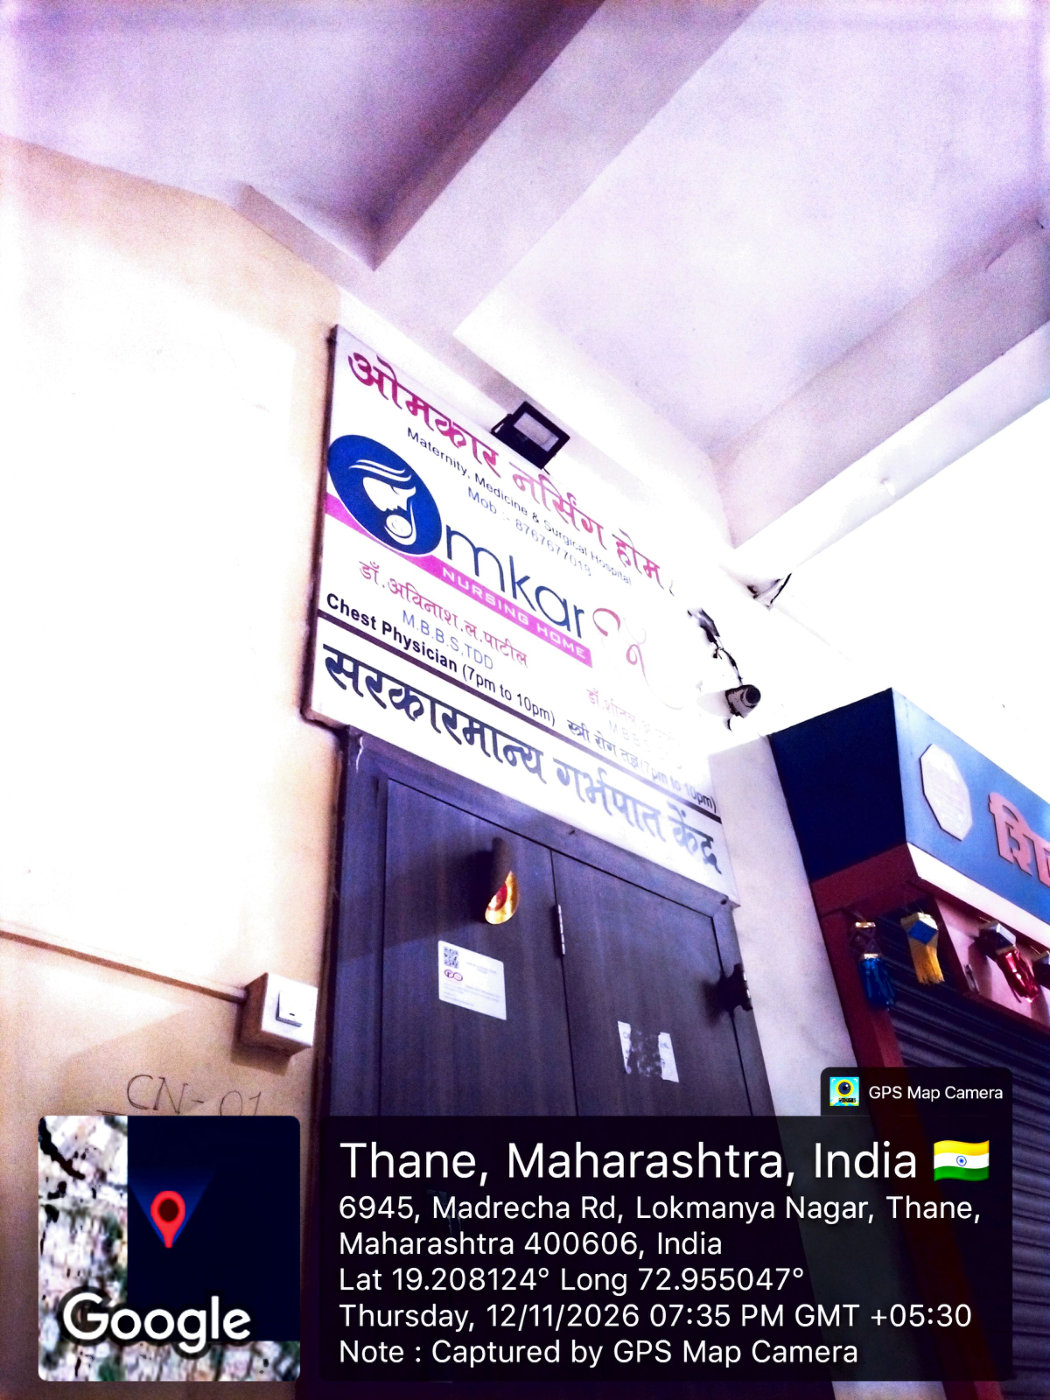 ओमकार नर्सिंग होम
Maternity, Medicine & Surgical Hospital
Mob :- 8767677019
Omkar
NURSING HOME
डाँ.अविनाश.ल.पाटील
M.B.B.S.TDD
Chest Physician (7pm to 10pm)
स्त्री रोग तज्ञ(7pm to 10pm)
सरकारमान्य गर्भपात केंद्र
CN-01
GPS Map Camera
Thane, Maharashtra, India
6945, Madrecha Rd, Lokmanya Nagar, Thane,
Maharashtra 400606, India
Lat 19.208124° Long 72.955047°
Thursday, 12/11/2026 07:35 PM GMT +05:30
Note : Captured by GPS Map Camera
Google